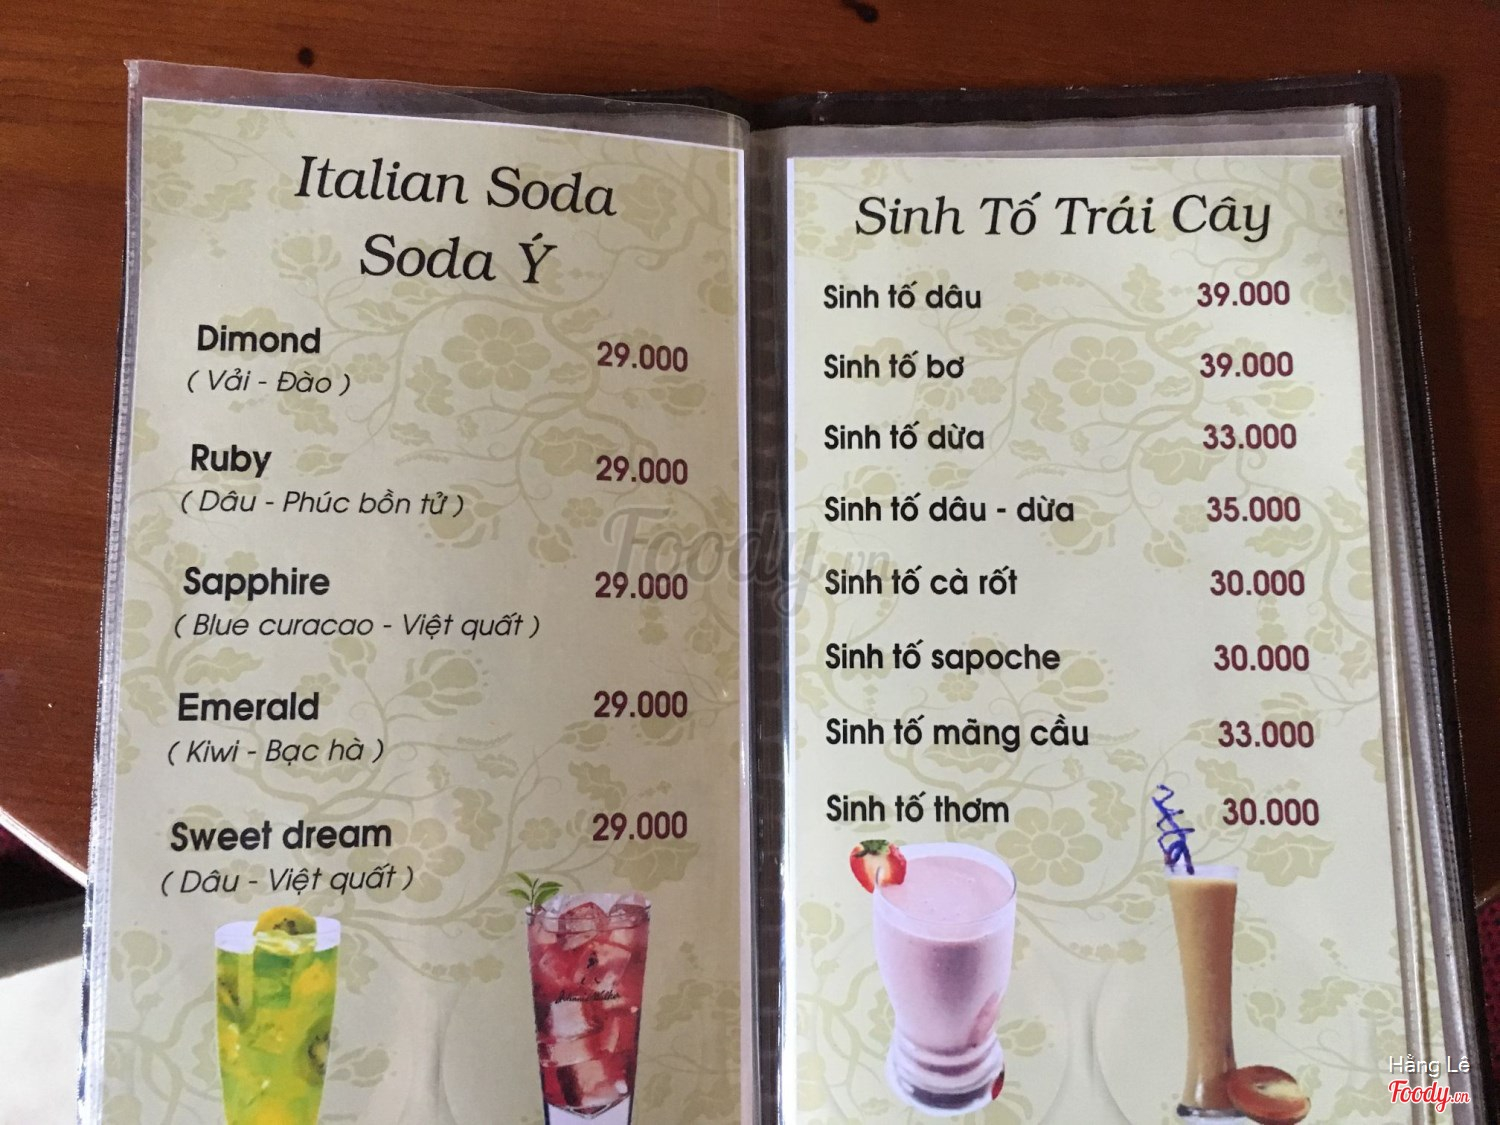 Italian Soda
Soda Ý
Dimond 29.000
( Vải - Đào )
Ruby 29.000
( Dâu - Phúc bồn tử )
Sapphire 29.000
( Blue curacao - Việt quất )
Emerald 29.000
( Kiwi - Bạc hà )
Sweet dream 29.000
( Dâu - Việt quất )
Sinh Tố Trái Cây
Sinh tố dâu 39.000
Sinh tố bơ 39.000
Sinh tố dừa 33.000
Sinh tố dâu - dừa 35.000
Sinh tố cà rốt 30.000
Sinh tố sapoche 30.000
Sinh tố mãng cầu 33.000
Sinh tố thơm 30.000
Foody.vn
Hằng Lê
Foody.vn